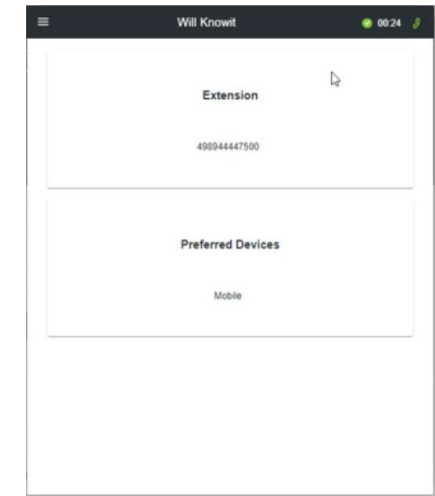 Will Knowit
00:24
Extension
498944447500
Preferred Devices
Mobile